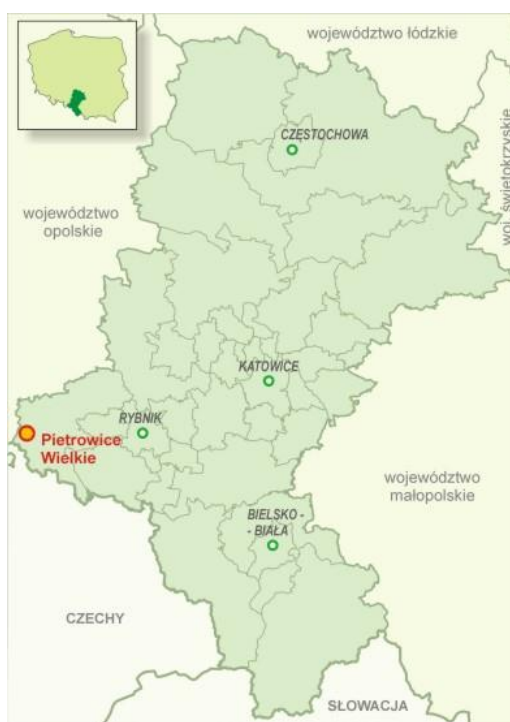 województwo łódzkie
CZĘSTOCHOWA
woj. świętokrzyskie
województwo
opolskie
KATOWICE
RYBNIK
Pietrowice
Wielkie
województwo
małopolskie
BIELSKO -
- BIAŁA
CZECHY
SŁOWACJA